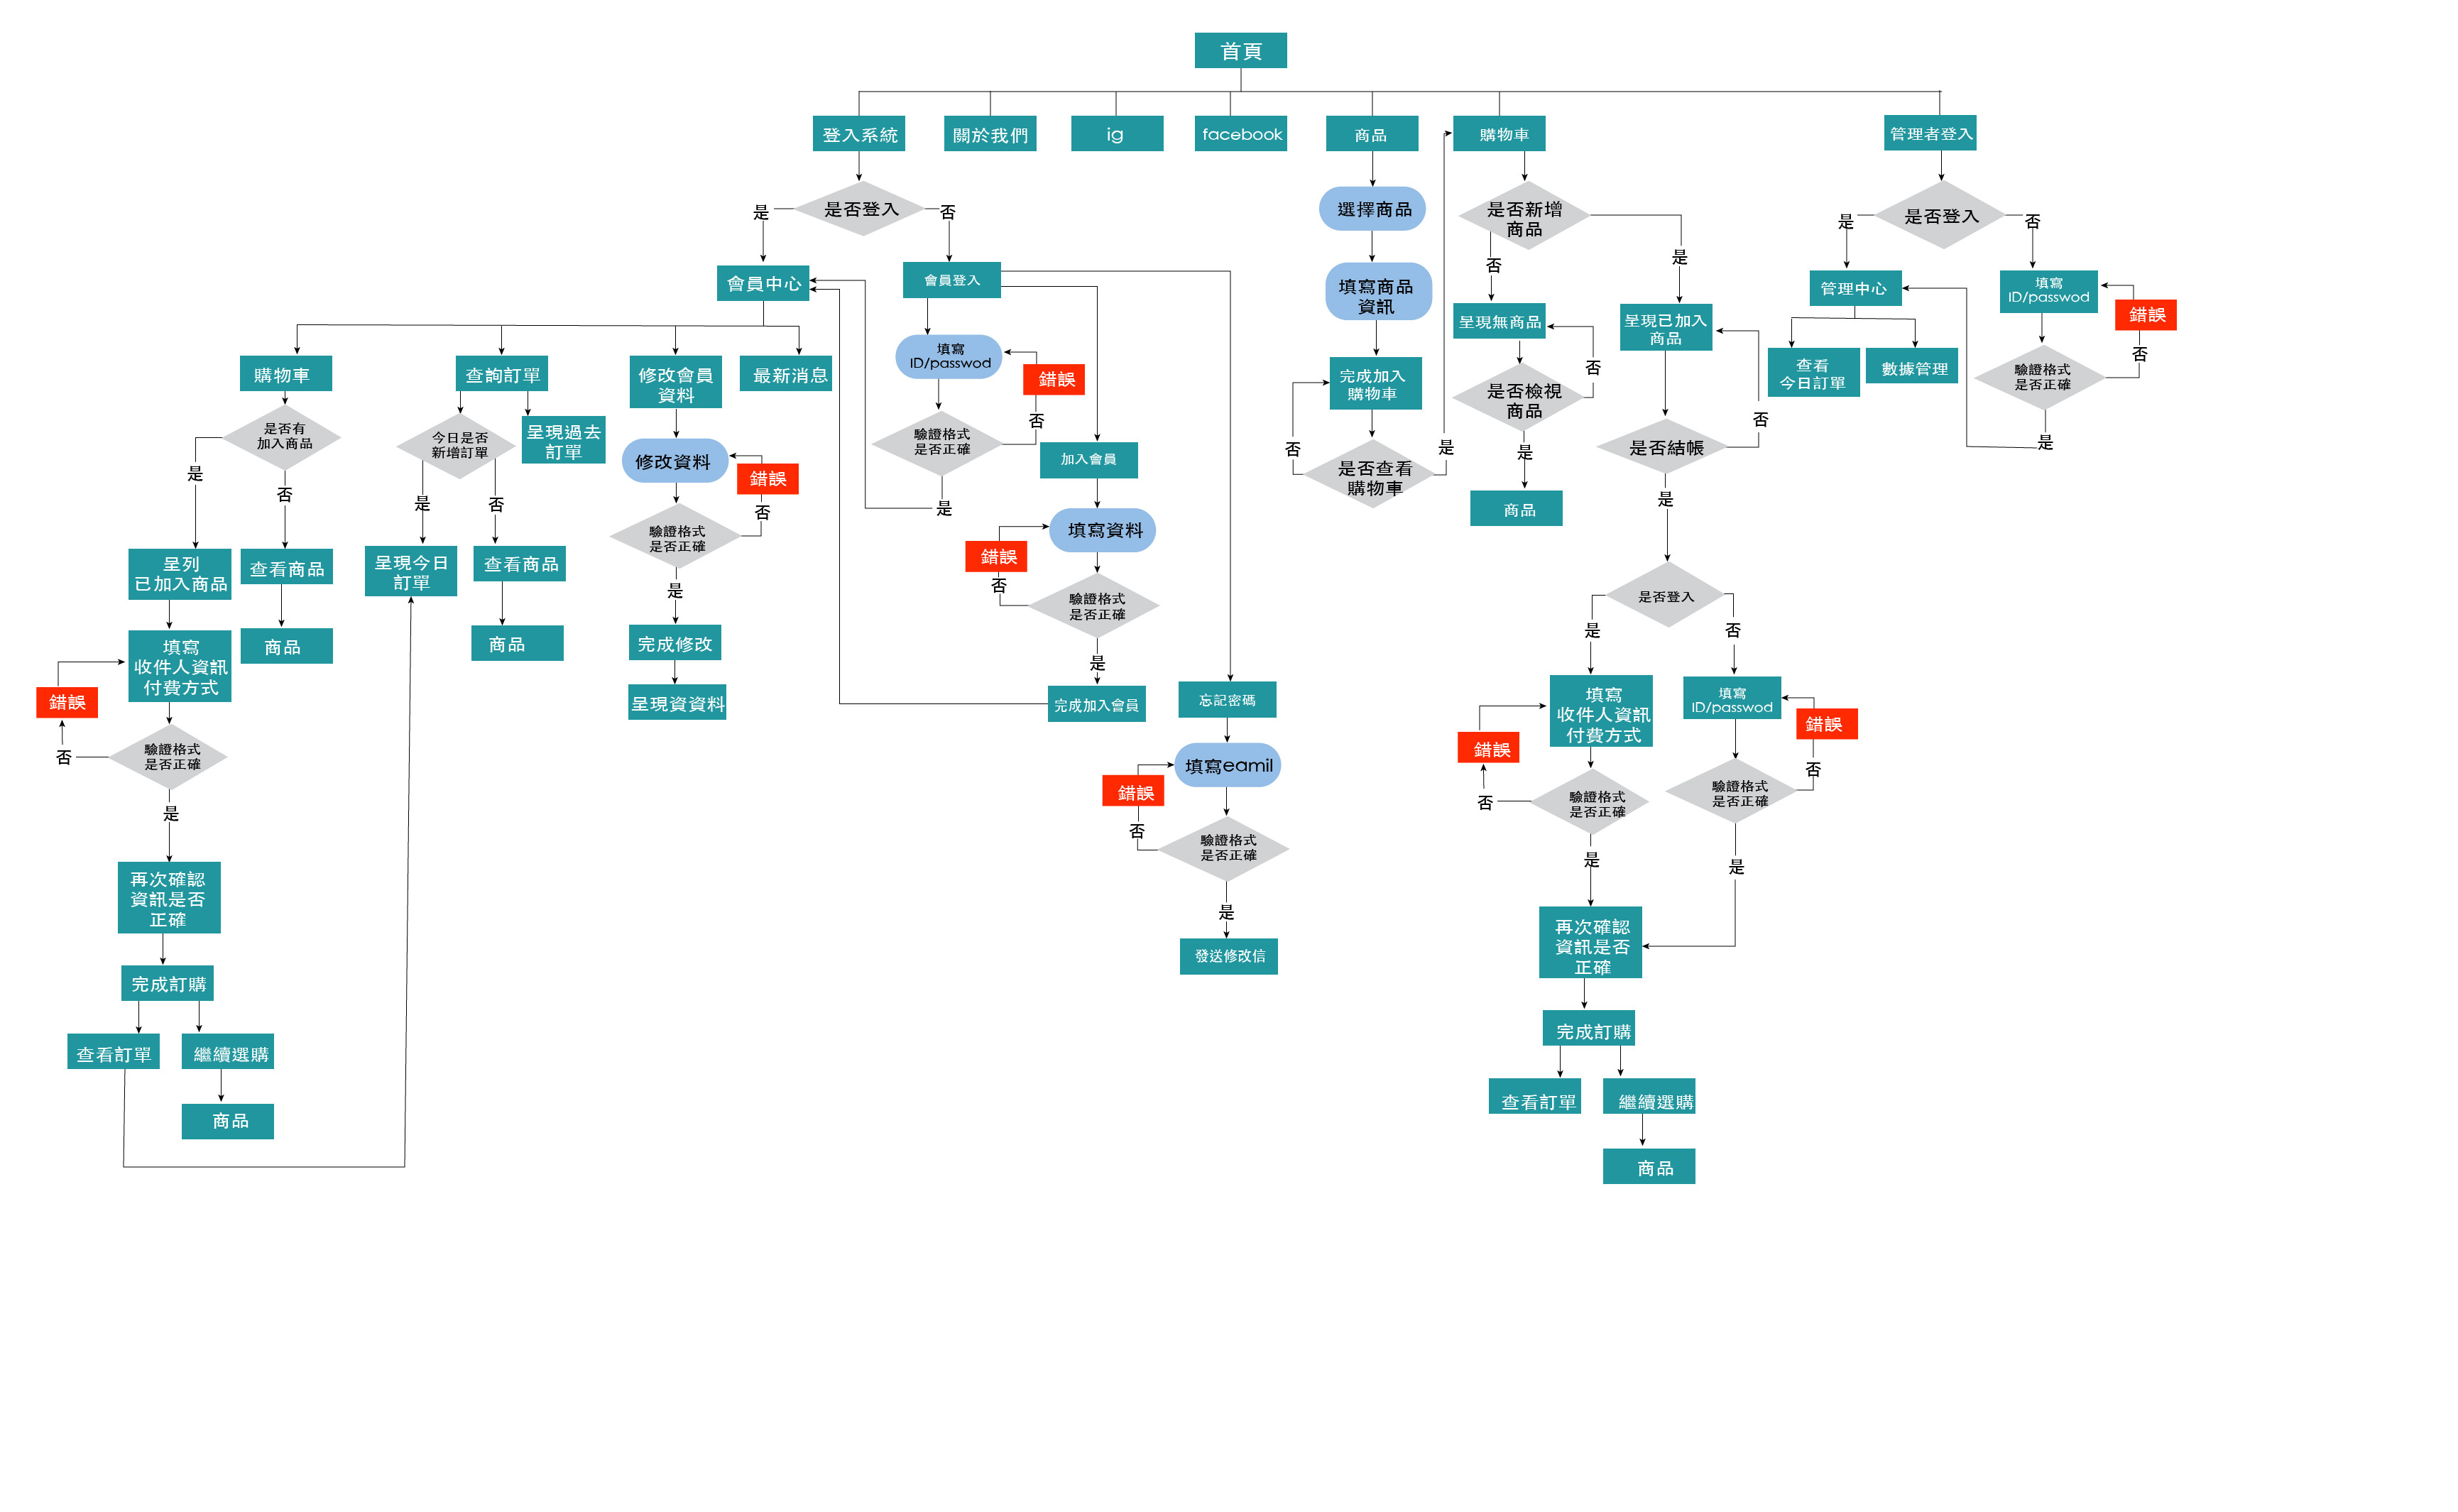 首頁
登入系統
關於我們
ig
facebook
商品
購物車
管理者登入
是否登入
是
否
會員中心
會員登入
購物車
查詢訂單
修改會員
資料
最新消息
是否有
加入商品
是
否
呈列
已加入商品
查看商品
商品
填寫
收件人資訊
付費方式
錯誤
驗證格式
是否正確
否
是
再次確認
資訊是否
正確
完成訂購
查看訂單
繼續選購
商品
今日是否
新增訂單
呈現過去
訂單
是
否
呈現今日
訂單
查看商品
商品
修改資料
錯誤
否
驗證格式
是否正確
是
完成修改
呈現資資料
填寫
ID/passwod
錯誤
否
驗證格式
是否正確
是
加入會員
填寫資料
錯誤
否
驗證格式
是否正確
是
完成加入會員
忘記密碼
填寫eamil
錯誤
否
驗證格式
是否正確
是
發送修改信
選擇商品
填寫商品
資訊
完成加入
購物車
否
是否查看
購物車
是
是否新增
商品
否
是
呈現無商品
否
是否檢視
商品
是
商品
呈現已加入
商品
否
是否結帳
是
是否登入
是
否
填寫
收件人資訊
付費方式
錯誤
驗證格式
是否正確
否
是
填寫
ID/passwod
錯誤
否
驗證格式
是否正確
是
再次確認
資訊是否
正確
完成訂購
查看訂單
繼續選購
商品
是否登入
是
否
管理中心
查看
今日訂單
數據管理
填寫
ID/passwod
錯誤
否
驗證格式
是否正確
是